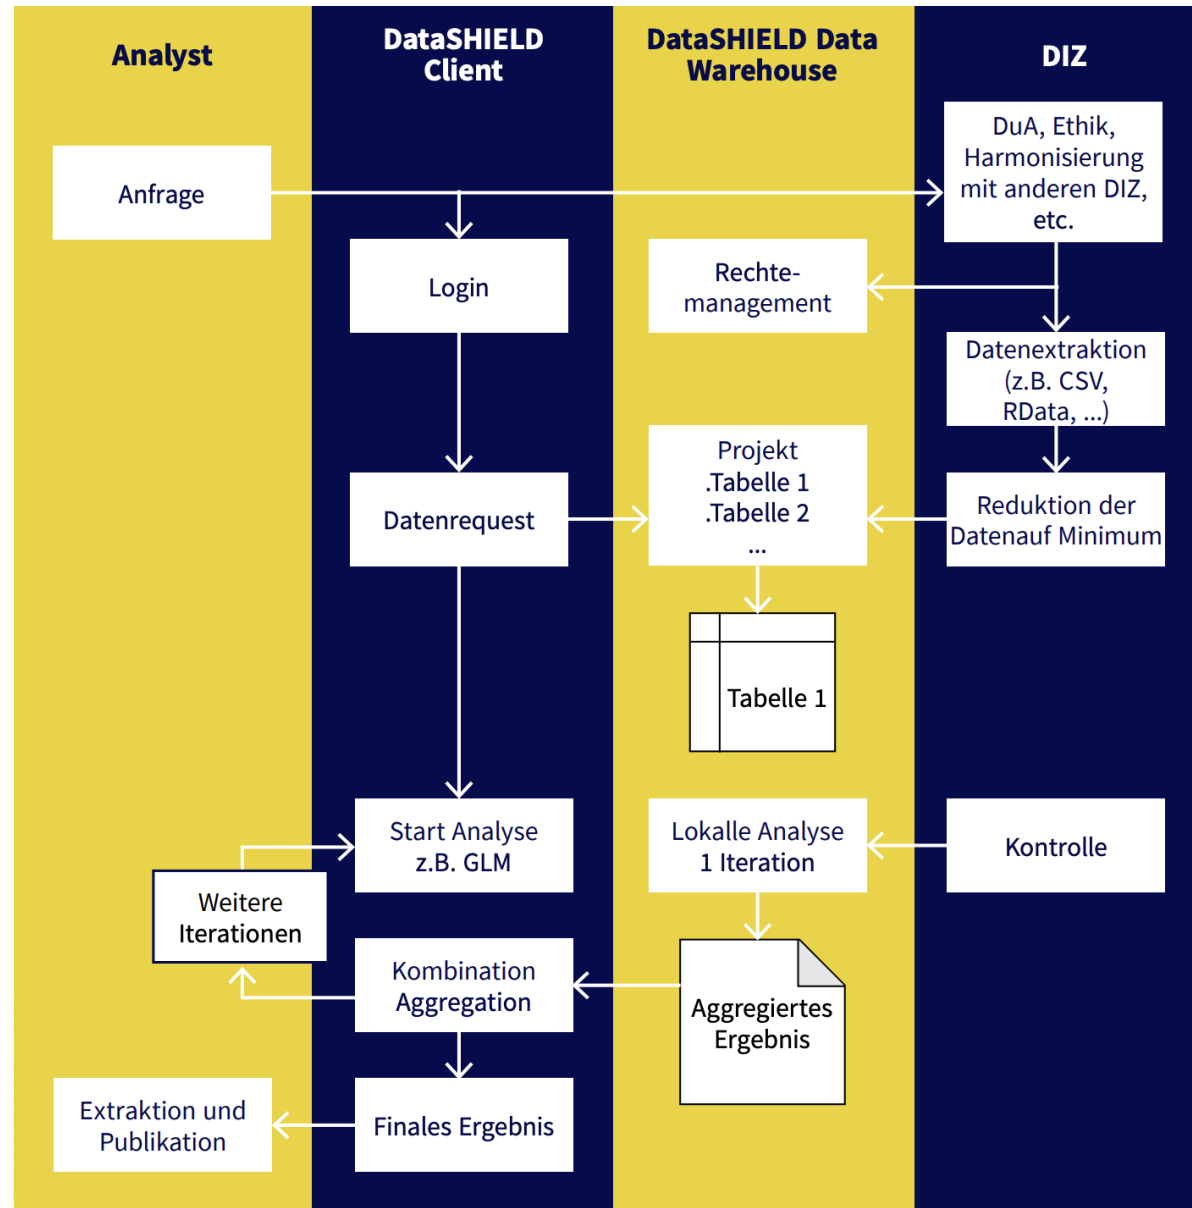 Analyst
DataSHIELD
Client
DataSHIELD Data
Warehouse
DIZ
Anfrage
DuA, Ethik,
Harmonisierung
mit anderen DIZ,
etc.
Login
Rechte-
management
Datenextraktion
(z.B. CSV,
RData, ...)
Datenrequest
Projekt
.Tabelle 1
.Tabelle 2
...
Reduktion der
Datenauf Minimum
Tabelle 1
Start Analyse
z.B. GLM
Lokalle Analyse
1 Iteration
Kontrolle
Weitere
Iterationen
Kombination
Aggregation
Aggregiertes
Ergebnis
Extraktion und
Publikation
Finales Ergebnis